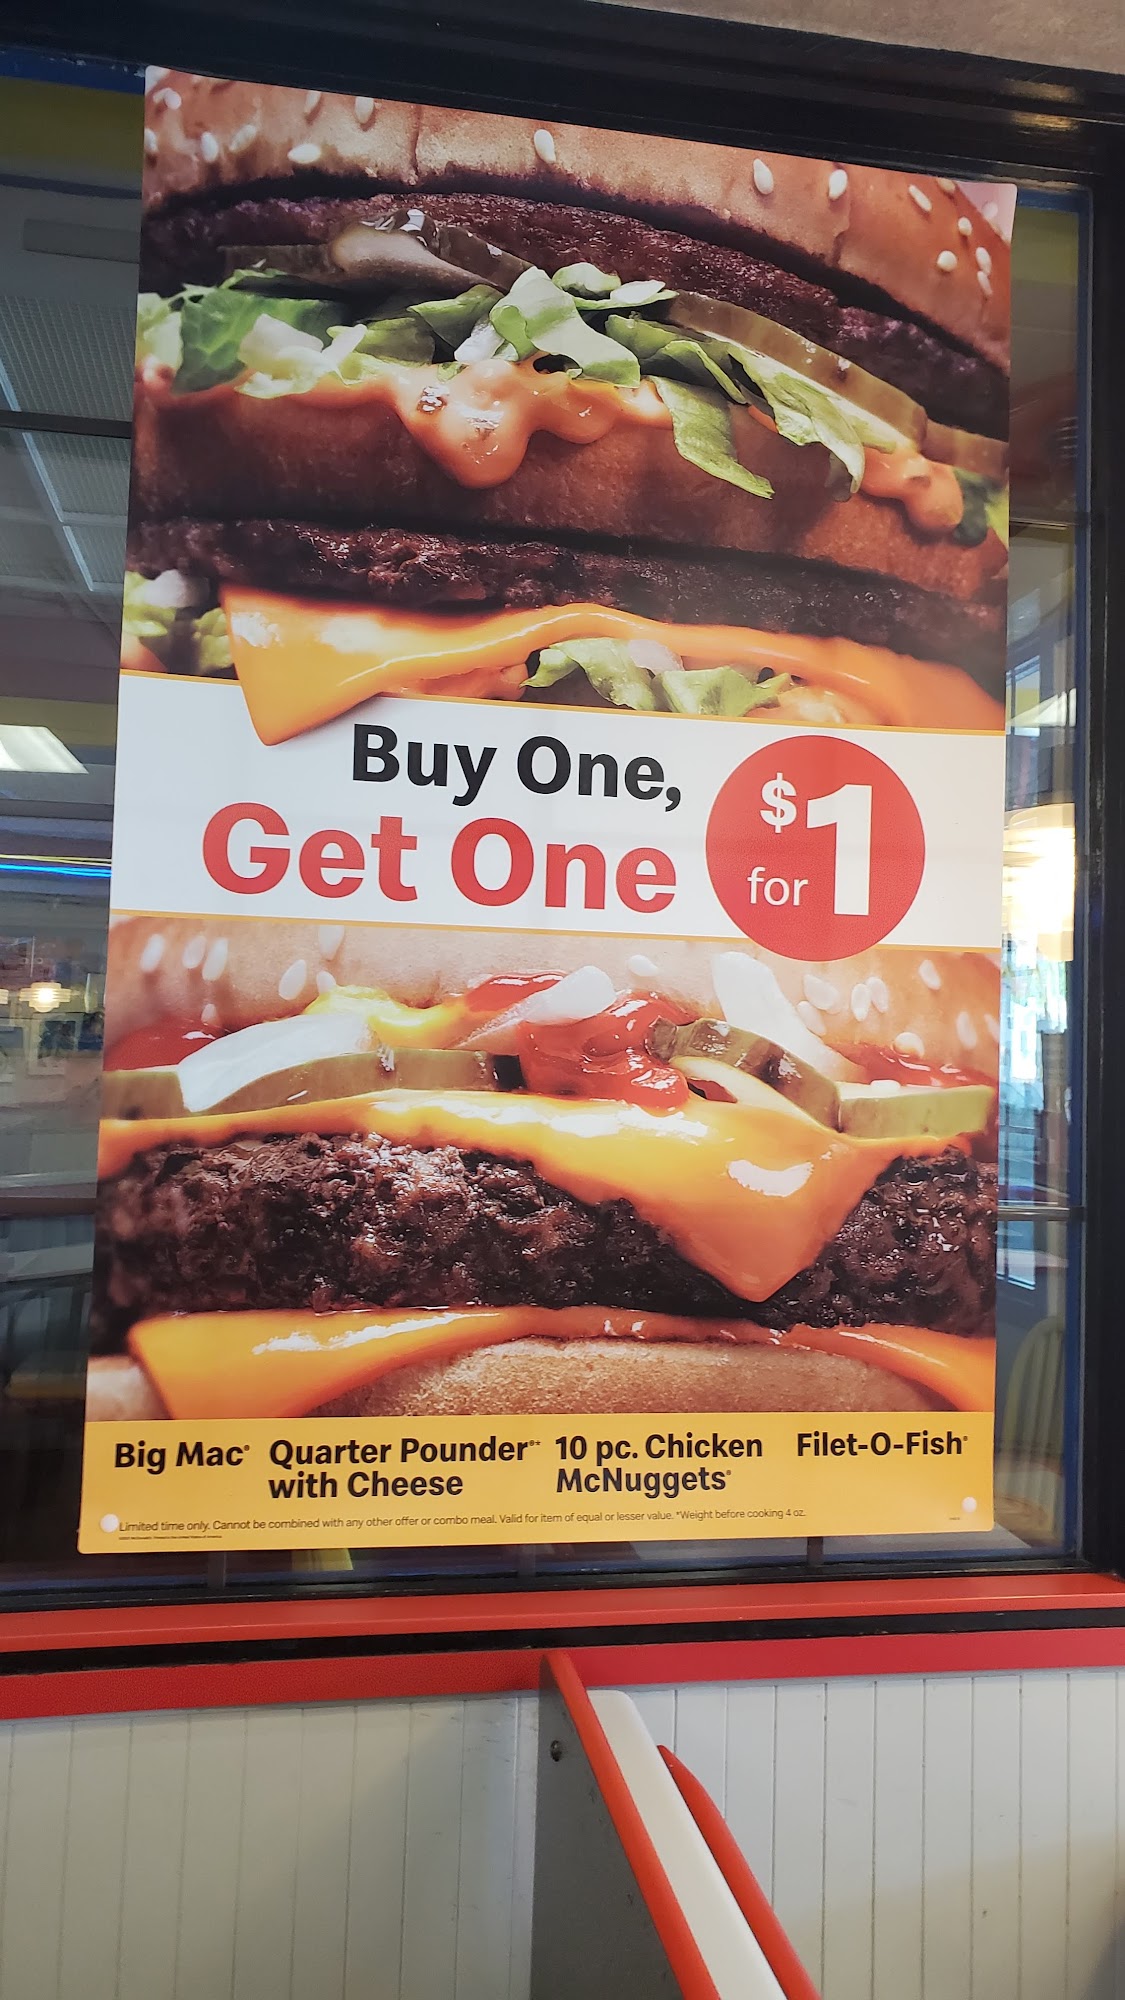 Buy One,
Get One
$1
for
Big Mac® Quarter Pounder®* 10 pc. Chicken Filet-O-Fish®
with Cheese McNuggets®
Limited time only. Cannot be combined with any other offer or combo meal. Valid for item of equal or lesser value. *Weight before cooking 4 oz.